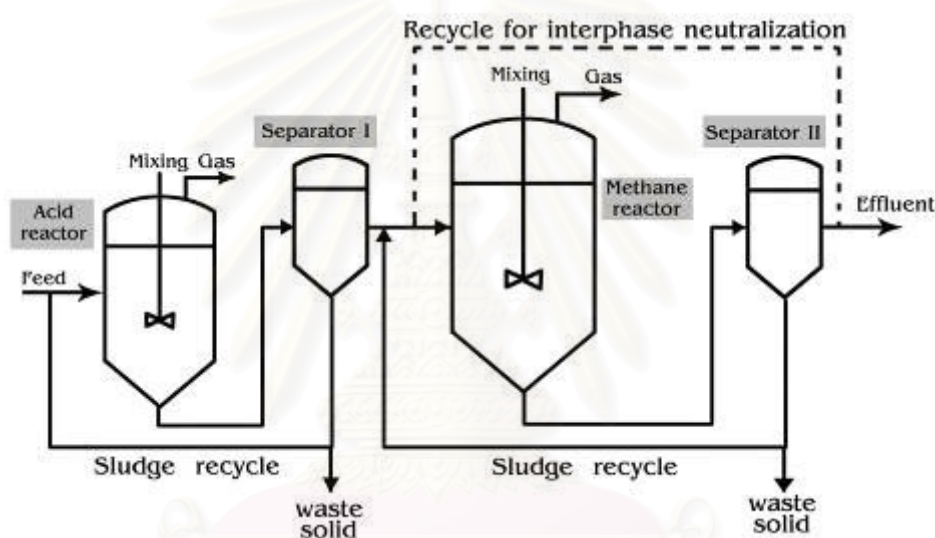 Recycle for interphase neutralization
Mixing
Gas
Separator I
Separator II
Mixing Gas
Methane
reactor
Acid
reactor
Effluent
Feed
Sludge recycle
Sludge recycle
waste
solid
waste
solid